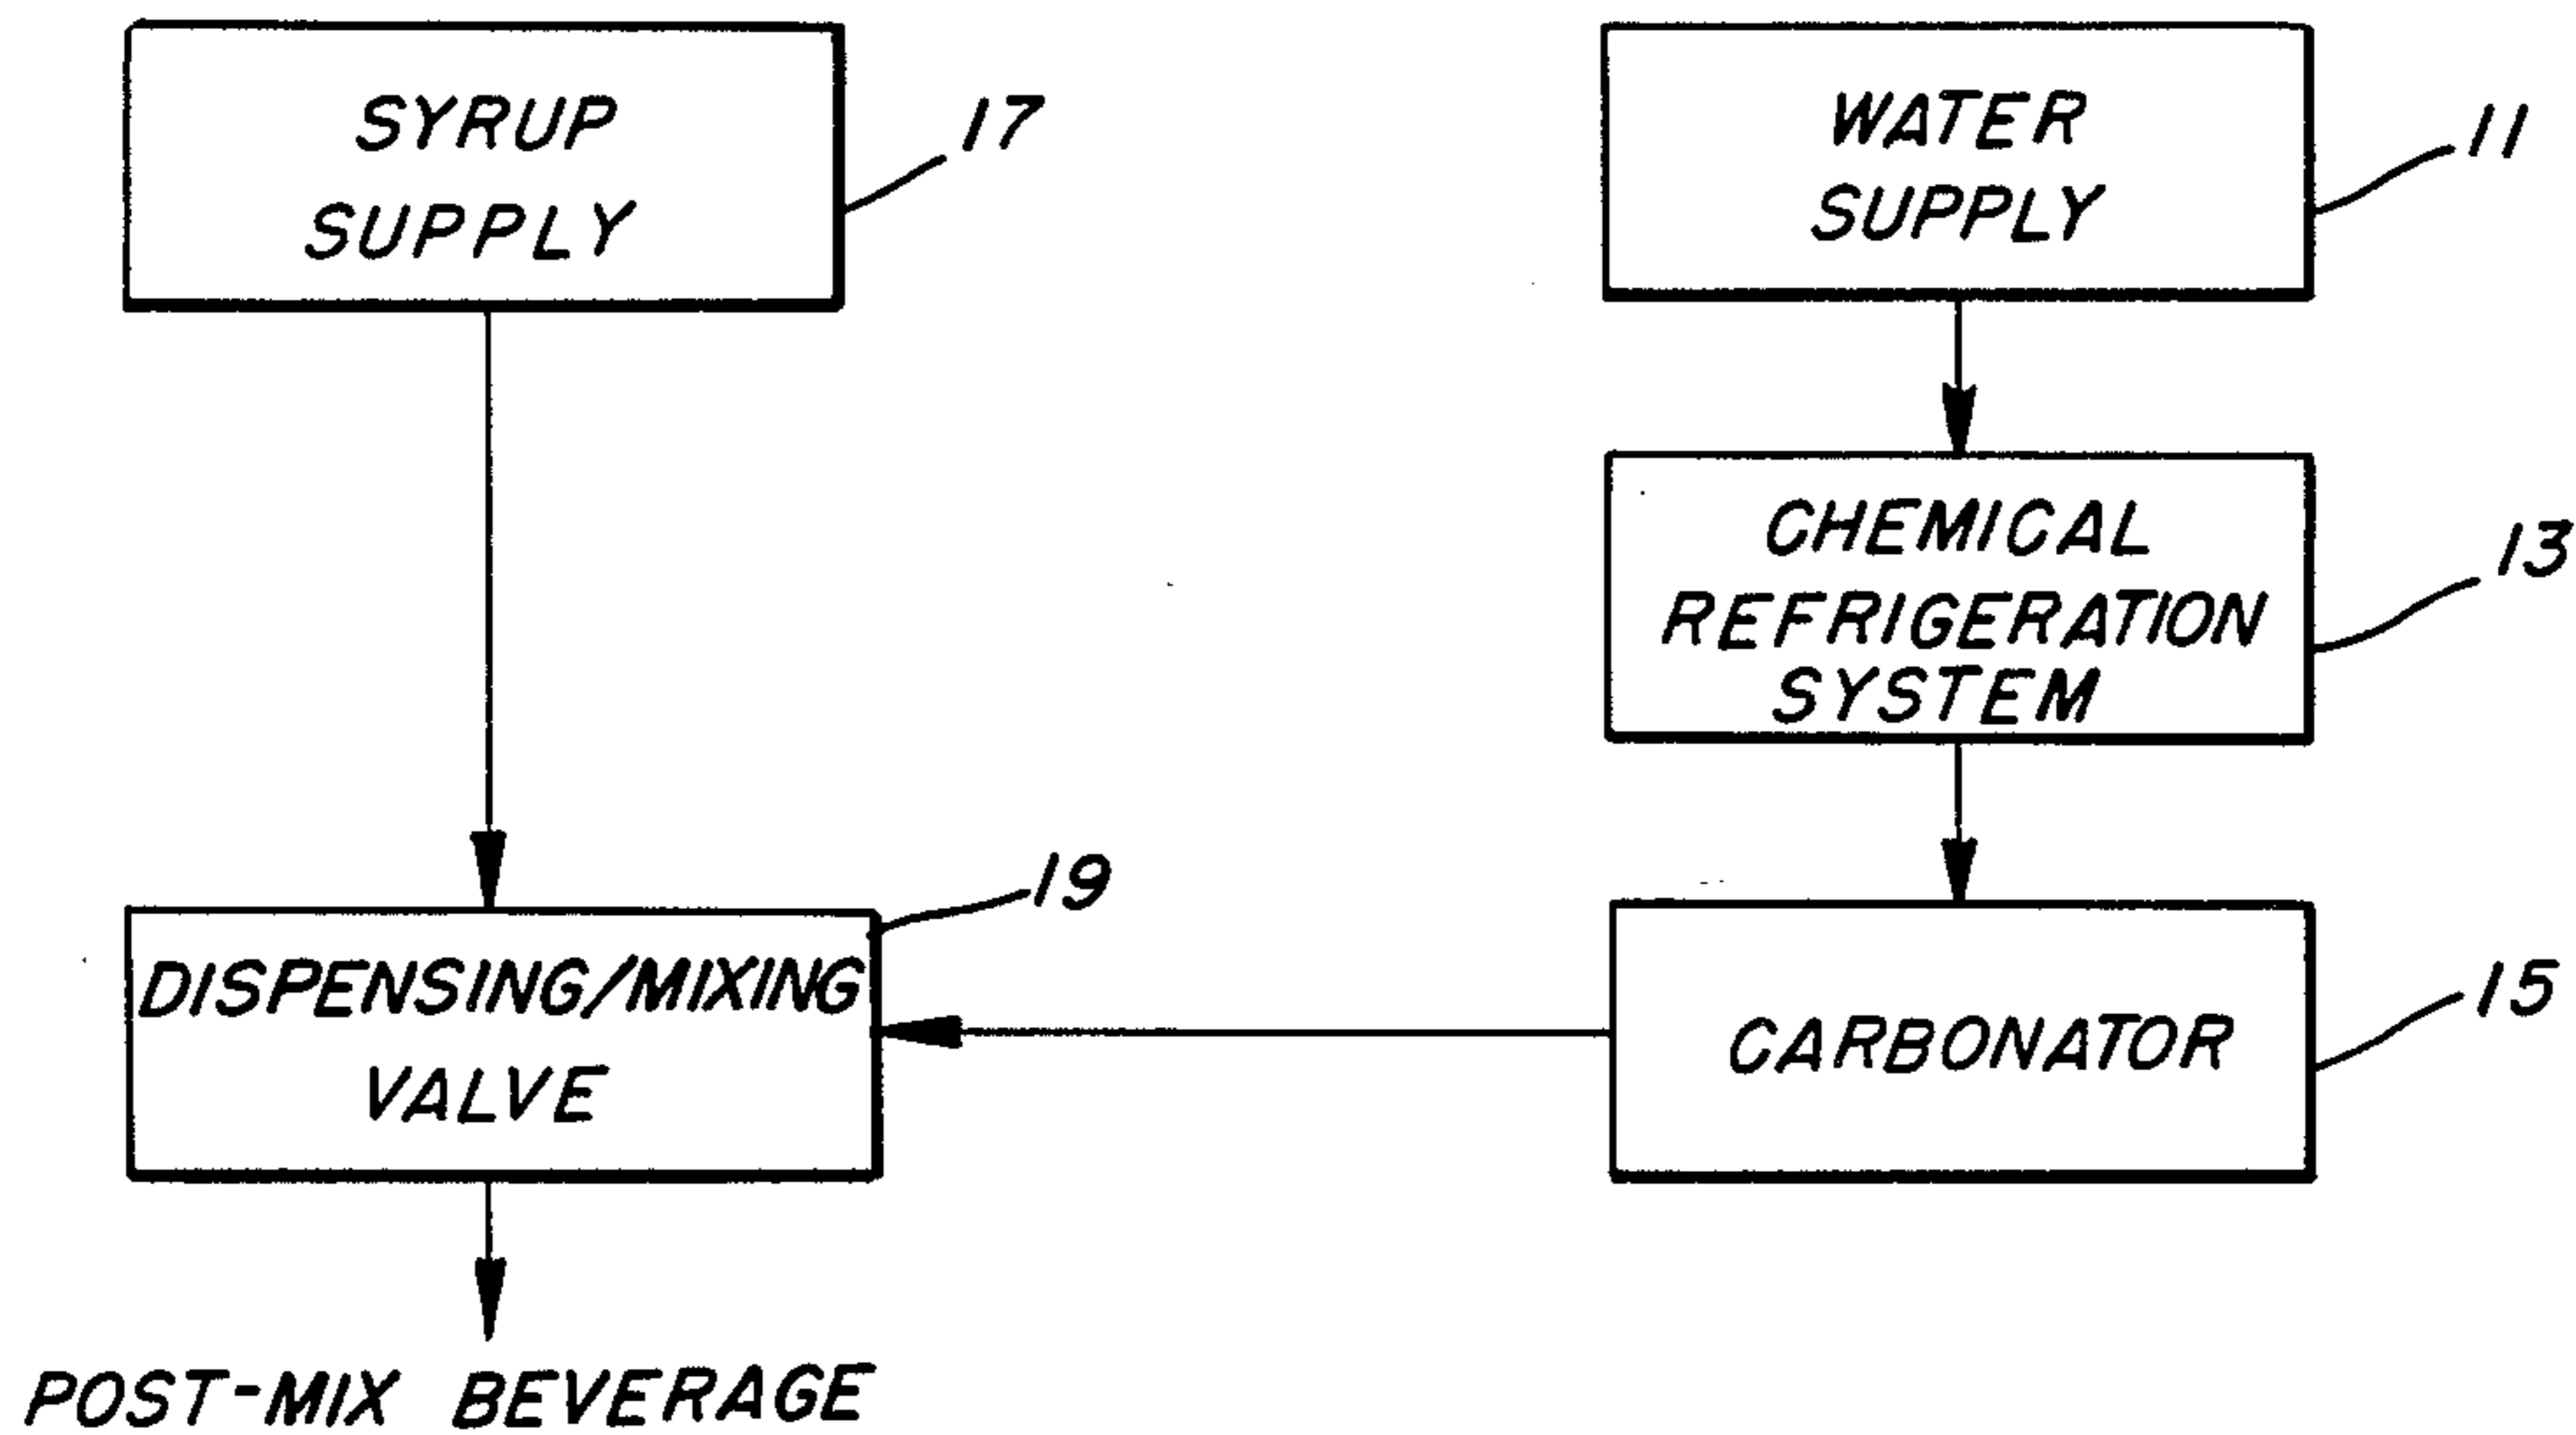 SYRUP
SUPPLY
17
WATER
SUPPLY
11
CHEMICAL
REFRIGERATION
SYSTEM
13
DISPENSING/MIXING
VALVE
19
CARBONATOR
15
POST-MIX BEVERAGE